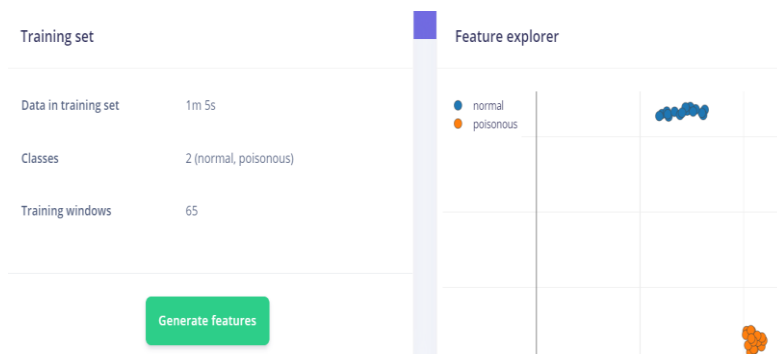 Training set
Data in training set 1m 5s
Classes 2 (normal, poisonous)
Training windows 65
Generate features
Feature explorer
normal
poisonous